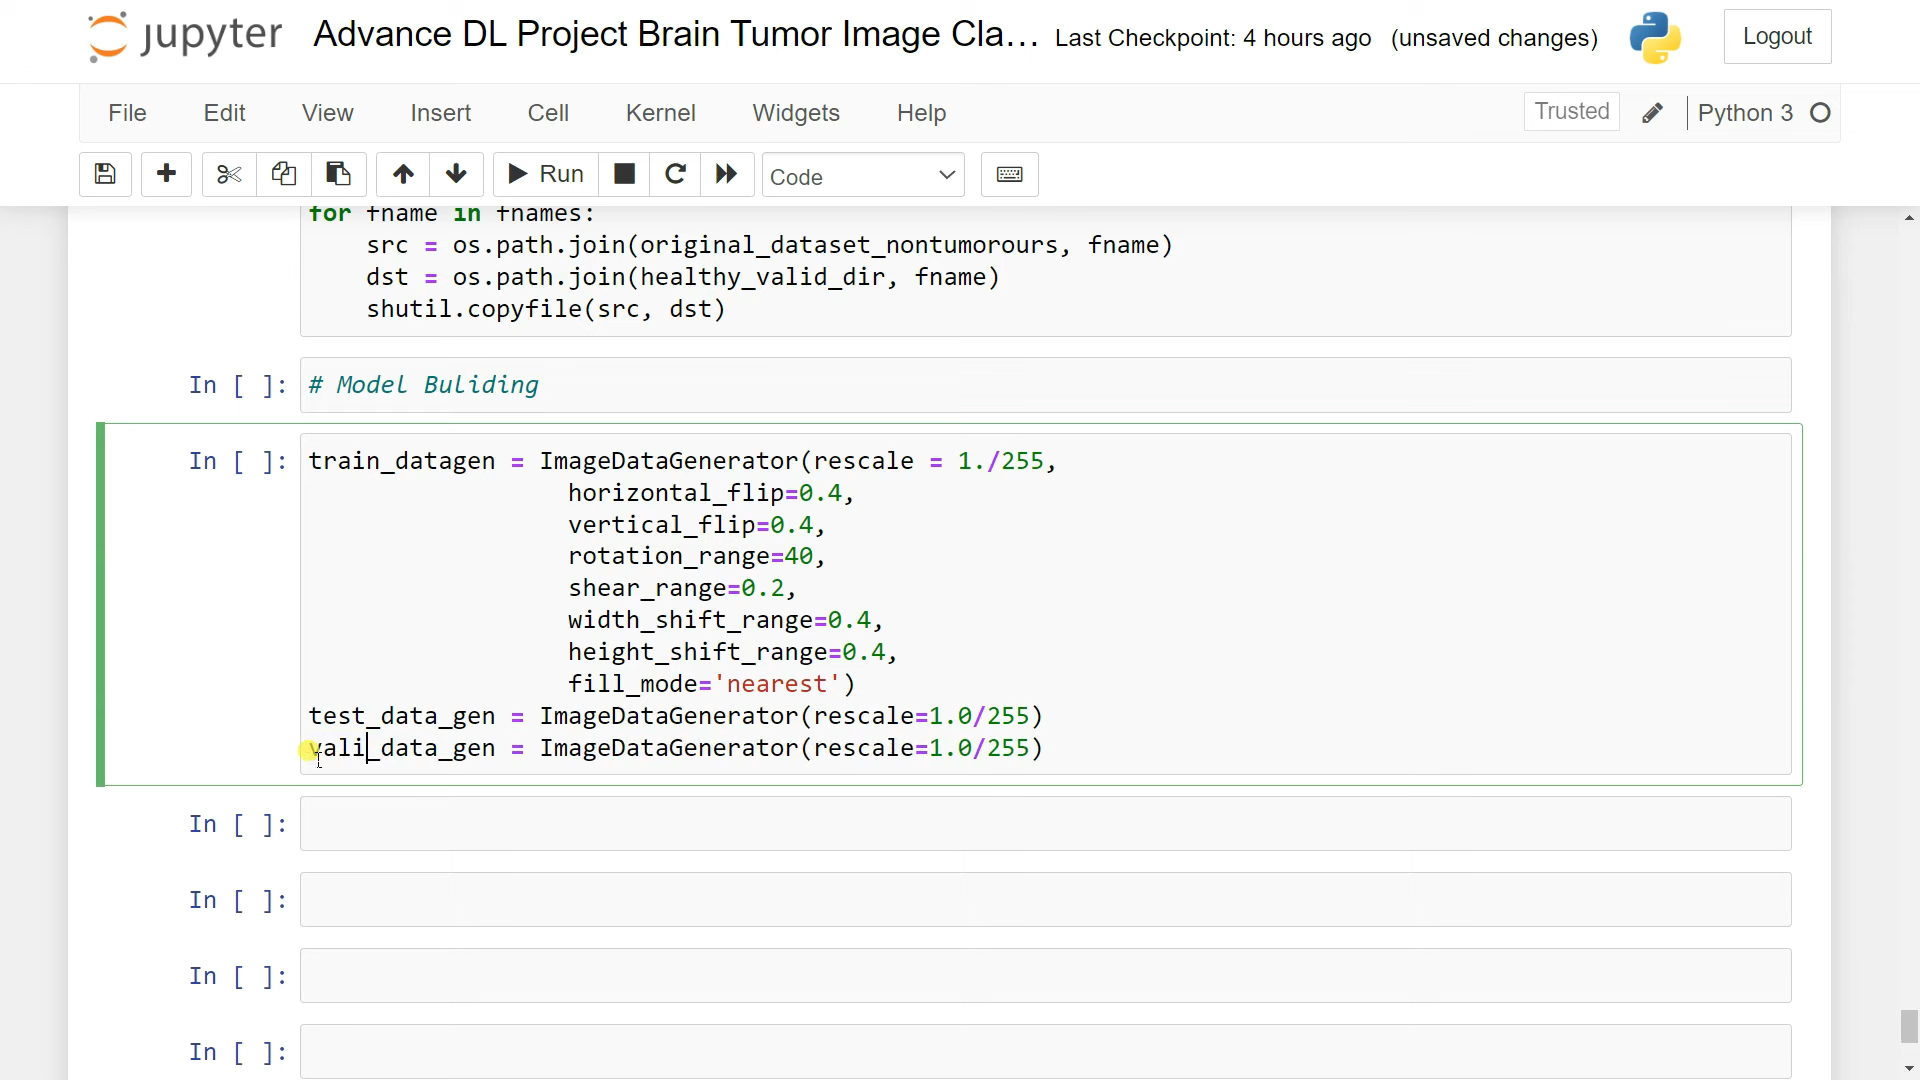 jupyter Advance DL Project Brain Tumor Image Cla... Last Checkpoint: 4 hours ago (unsaved changes) Logout
File Edit View Insert Cell Kernel Widgets Help Trusted Python 3
Run Code
for fname in fnames:
src = os.path.join(original_dataset_nontumorours, fname)
dst = os.path.join(healthy_valid_dir, fname)
shutil.copyfile(src, dst)
In [ ]: # Model Buliding
In [ ]: train_datagen = ImageDataGenerator(rescale = 1./255,
horizontal_flip=0.4,
vertical_flip=0.4,
rotation_range=40,
shear_range=0.2,
width_shift_range=0.4,
height_shift_range=0.4,
fill_mode='nearest')
test_data_gen = ImageDataGenerator(rescale=1.0/255)
vali_data_gen = ImageDataGenerator(rescale=1.0/255)
In [ ]:
In [ ]:
In [ ]:
In [ ]: